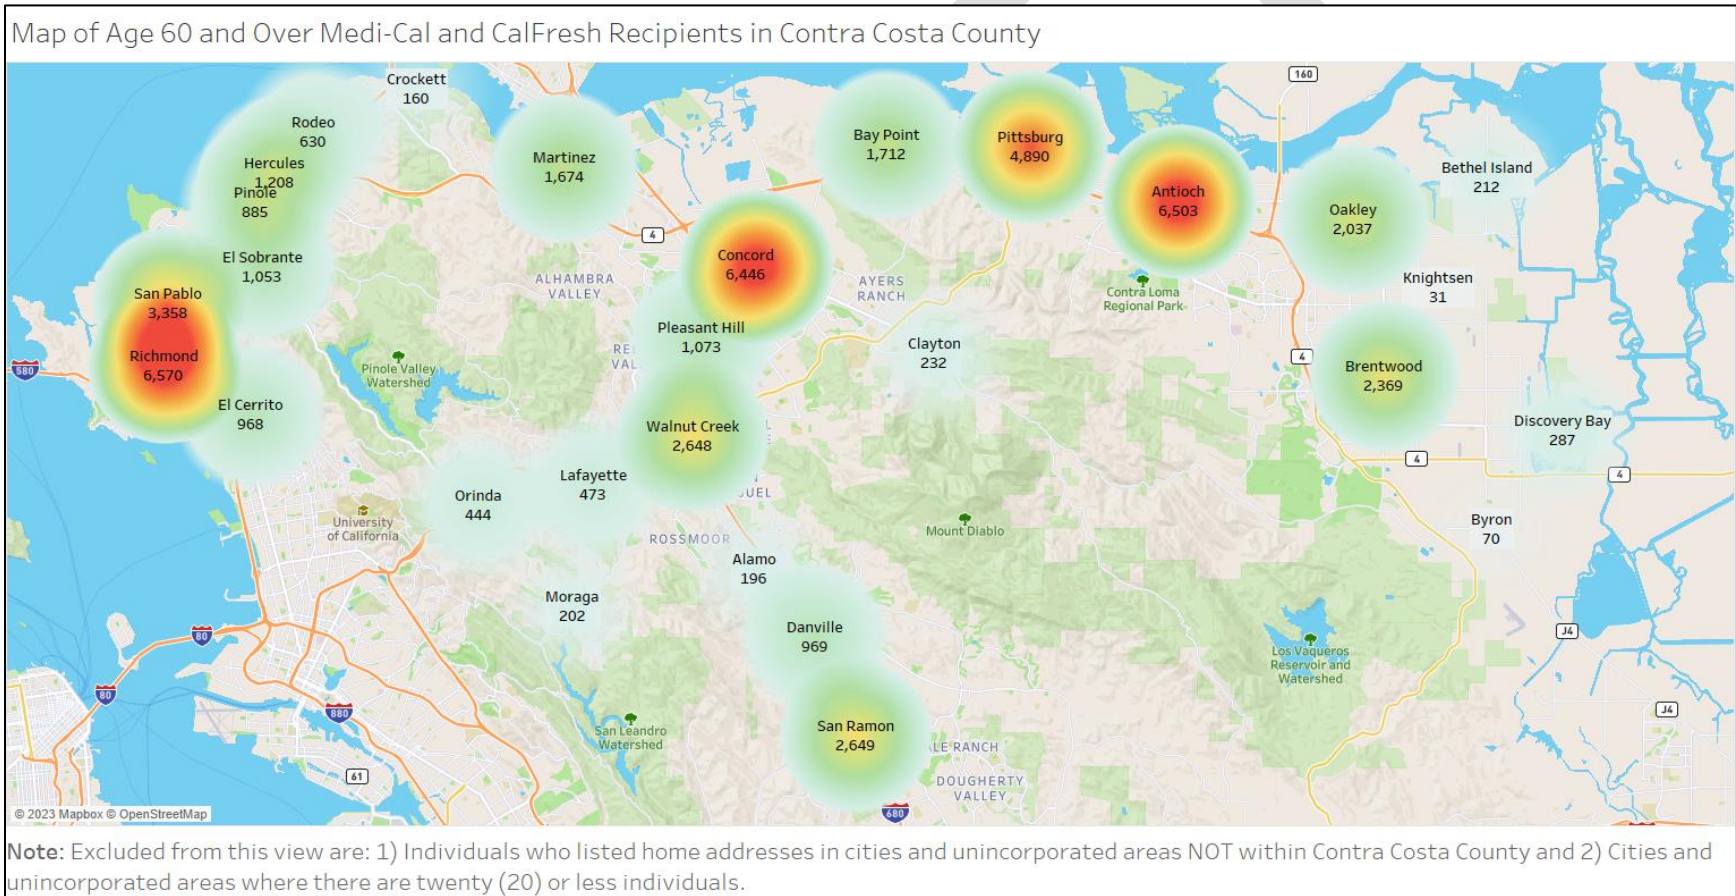 Map of Age 60 and Over Medi-Cal and CalFresh Recipients in Contra Costa County
Crockett
160
160
Rodeo
630
Hercules
1,208
Pinole
885
Martinez
1,674
Bay Point
1,712
Pittsburg
4,890
Antioch
6,503
Bethel Island
212
Oakley
2,037
4
Concord
6,446
El Sobrante
1,053
ALHAMBRA
VALLEY
AYERS
RANCH
Contra Loma
Regional Park
Knightsen
31
San Pablo
3,358
Richmond
6,570
580
Pinole Valley
Watershed
Pleasant Hill
1,073
Clayton
232
4
Brentwood
2,369
El Cerrito
968
Walnut Creek
2,648
Discovery Bay
287
4
4
Lafayette
473
Orinda
444
University
of California
ROSSMOOR
Mount Diablo
Byron
70
Alamo
196
Moraga
202
Danville
969
80
J4
Los Vaqueros
Reservoir and
Watershed
80
880
San Leandro
Watershed
San Ramon
2,649
J4
LE RANCH
DOUGHERTY
VALLEY
61
680
© 2023 Mapbox © OpenStreetMap
Note: Excluded from this view are: 1) Individuals who listed home addresses in cities and unincorporated areas NOT within Contra Costa County and 2) Cities and
unincorporated areas where there are twenty (20) or less individuals.